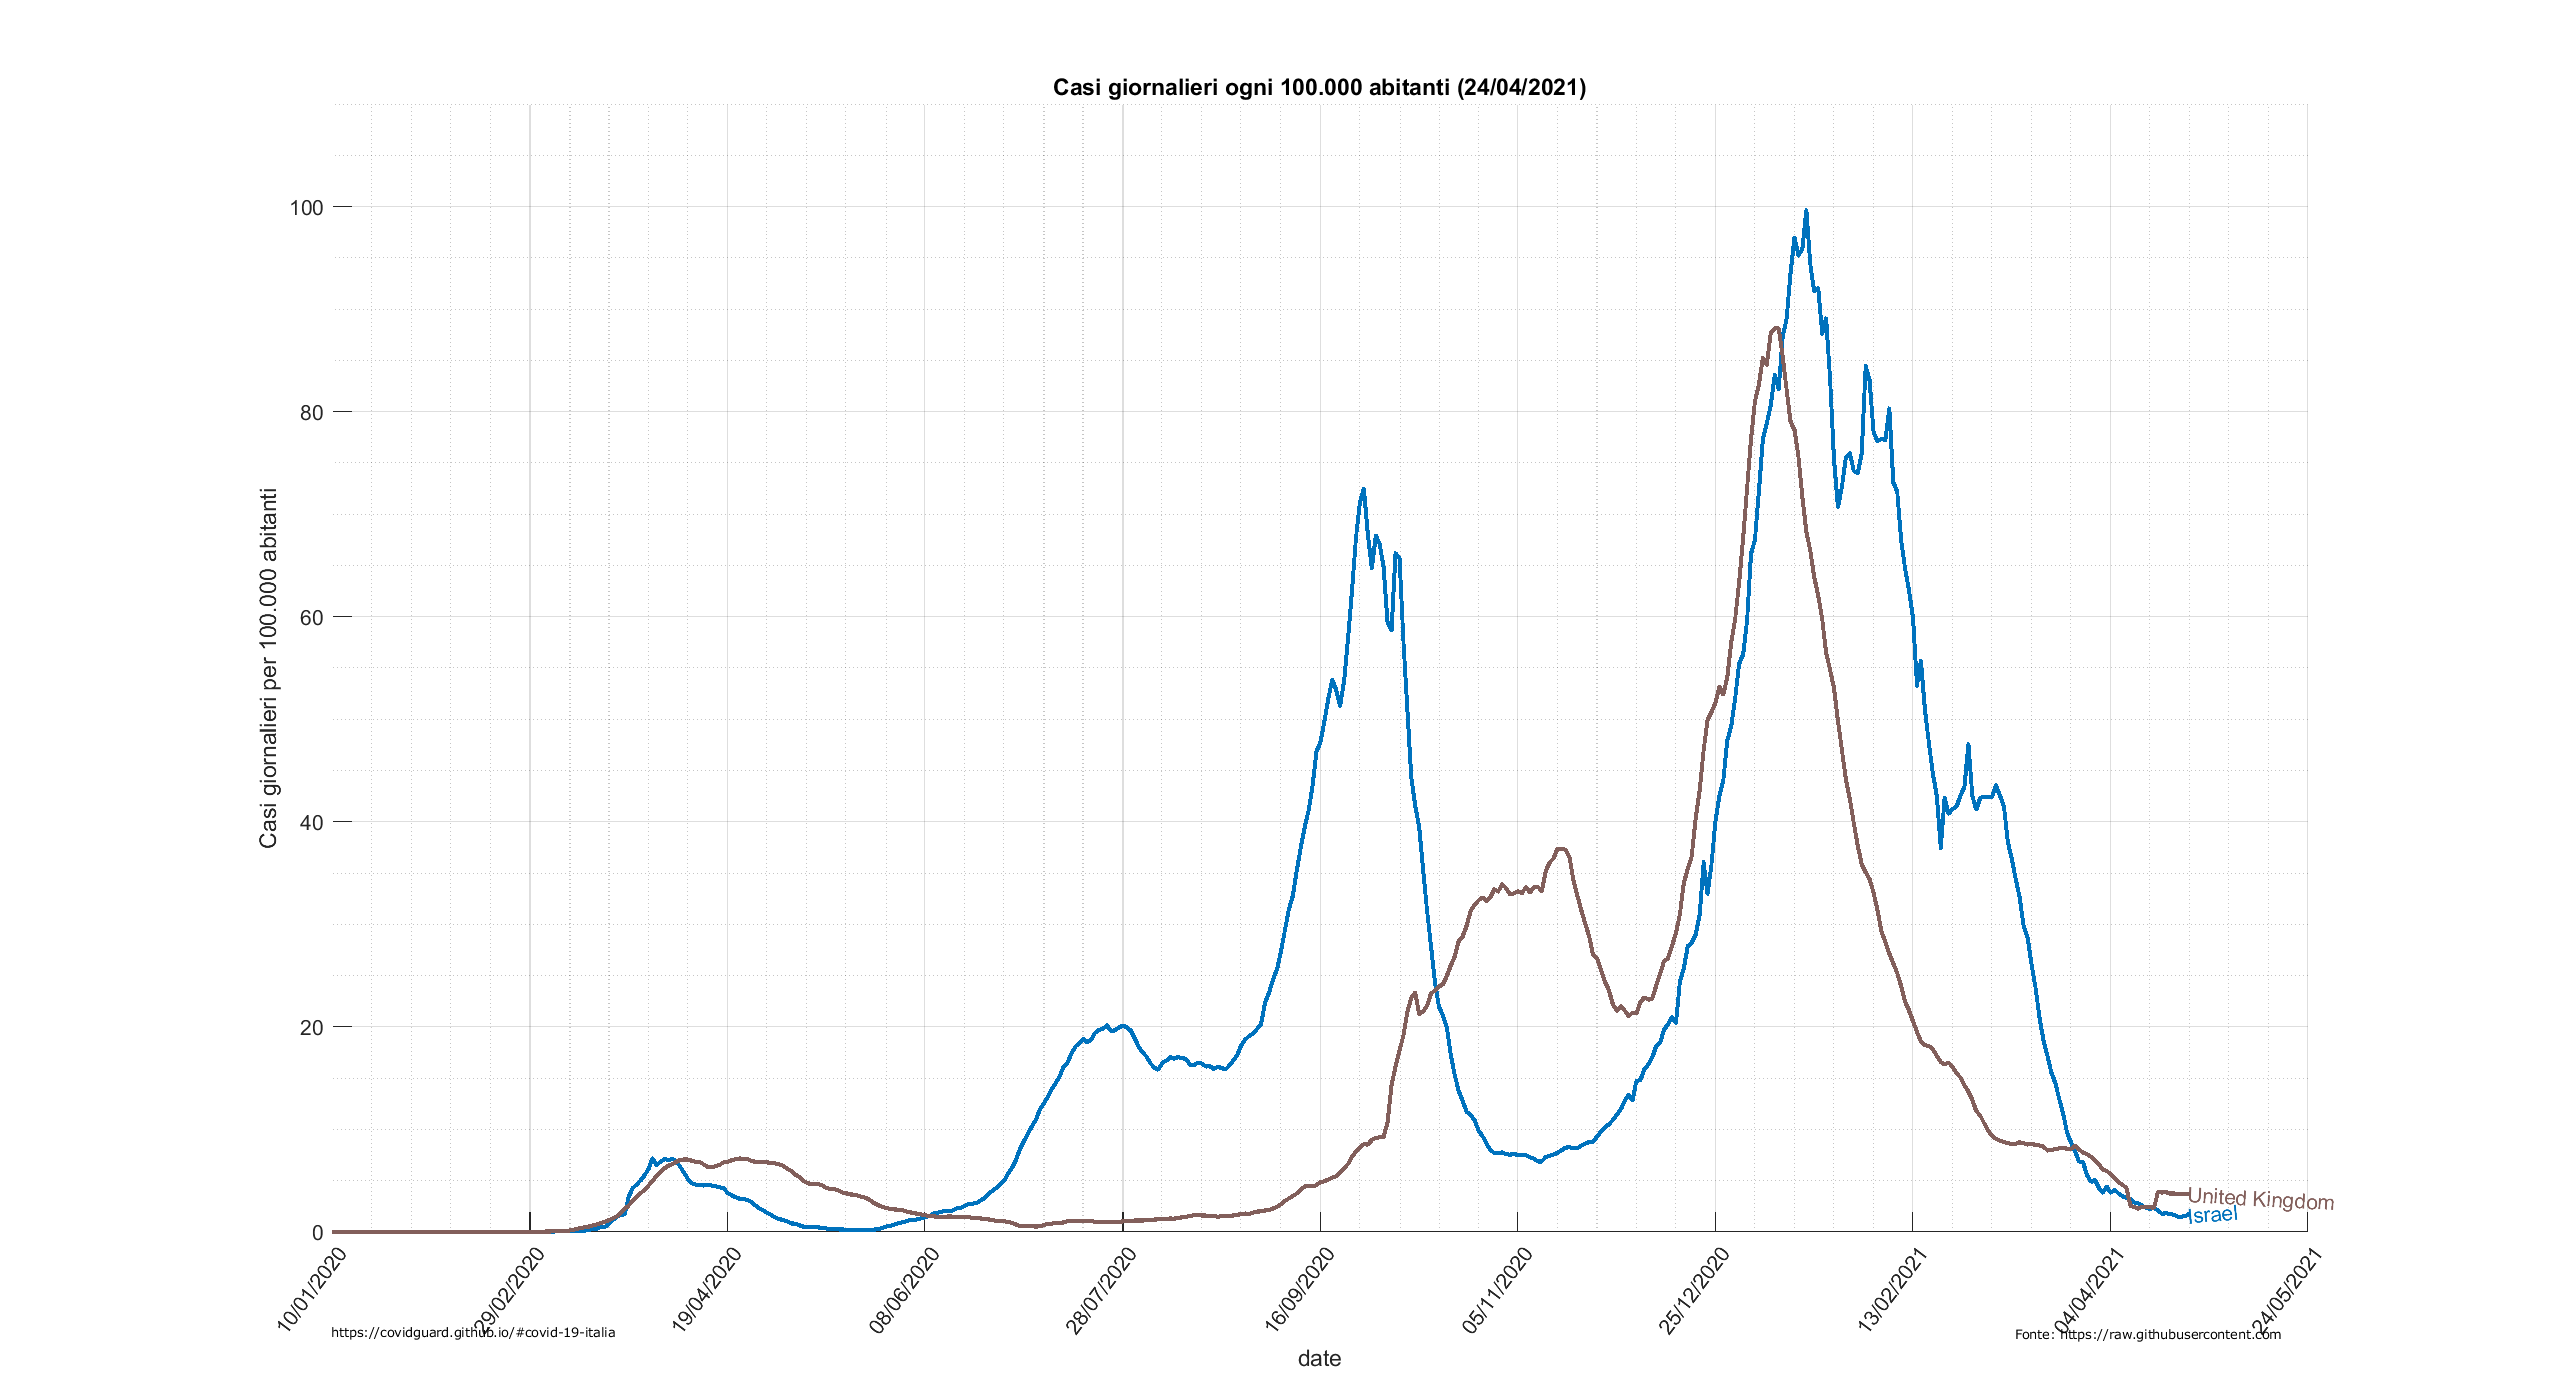 Casi giornalieri ogni 100.000 abitanti (24/04/2021)
Casi giornalieri per 100.000 abitanti
100
80
60
40
20
0
United Kingdom
Israel
10/01/2020
29/02/2020
19/04/2020
08/06/2020
28/07/2020
16/09/2020
05/11/2020
25/12/2020
13/02/2021
04/04/2021
24/05/2021
https://covidguard.github.io/#covid-19-italia
Fonte: https://raw.githubusercontent.com
date